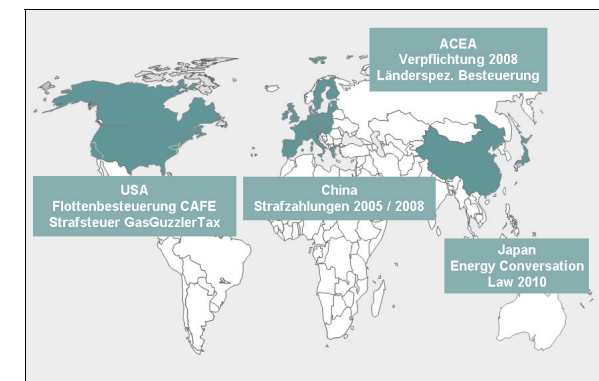 ACEA
Verpflichtung 2008
Länderspez. Besteuerung
USA
Flottenbesteuerung CAFE
Strafsteuer GasGuzzlerTax
China
Strafzahlungen 2005 / 2008
Japan
Energy Conversation
Law 2010